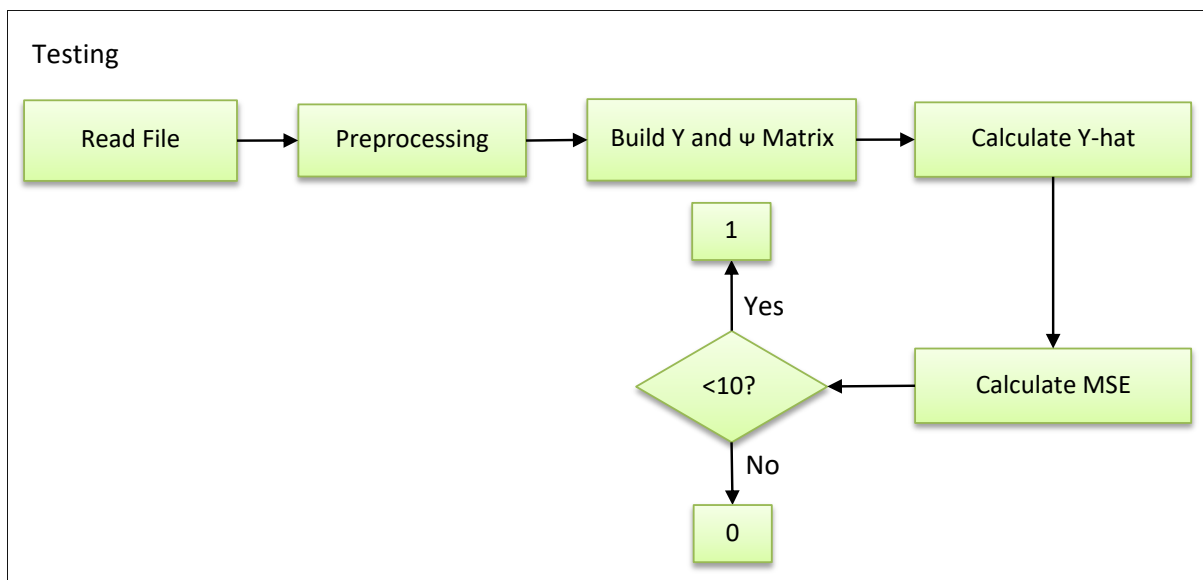 Testing
Read File
Preprocessing
Build Y and ψ Matrix
Calculate Y-hat
1
Yes
<10?
Calculate MSE
No
0